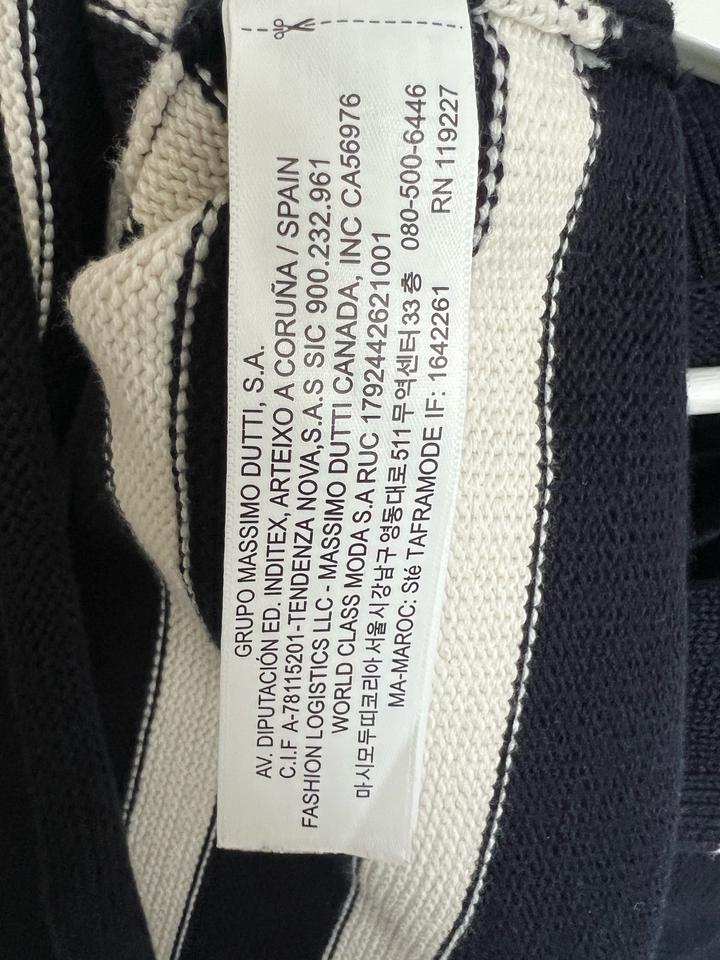 GRUPO MASSIMO DUTTI, S.A.
AV. DIPUTACIÓN ED. INDITEX, ARTEIXO A CORUÑA / SPAIN
C.I.F A-78115201-TENDENZA NOVA,S.A.S SIC 900.232.961
FASHION LOGISTICS LLC - MASSIMO DUTTI CANADA, INC CA56976
WORLD CLASS MODA S.A RUC 1792442621001
마시모두띠코리아 서울시강남구 영동대로 511 무역센터 33 층 080-500-6446
MA-MAROC: Sté TAFRAMODE IF: 1642261 RN 119227